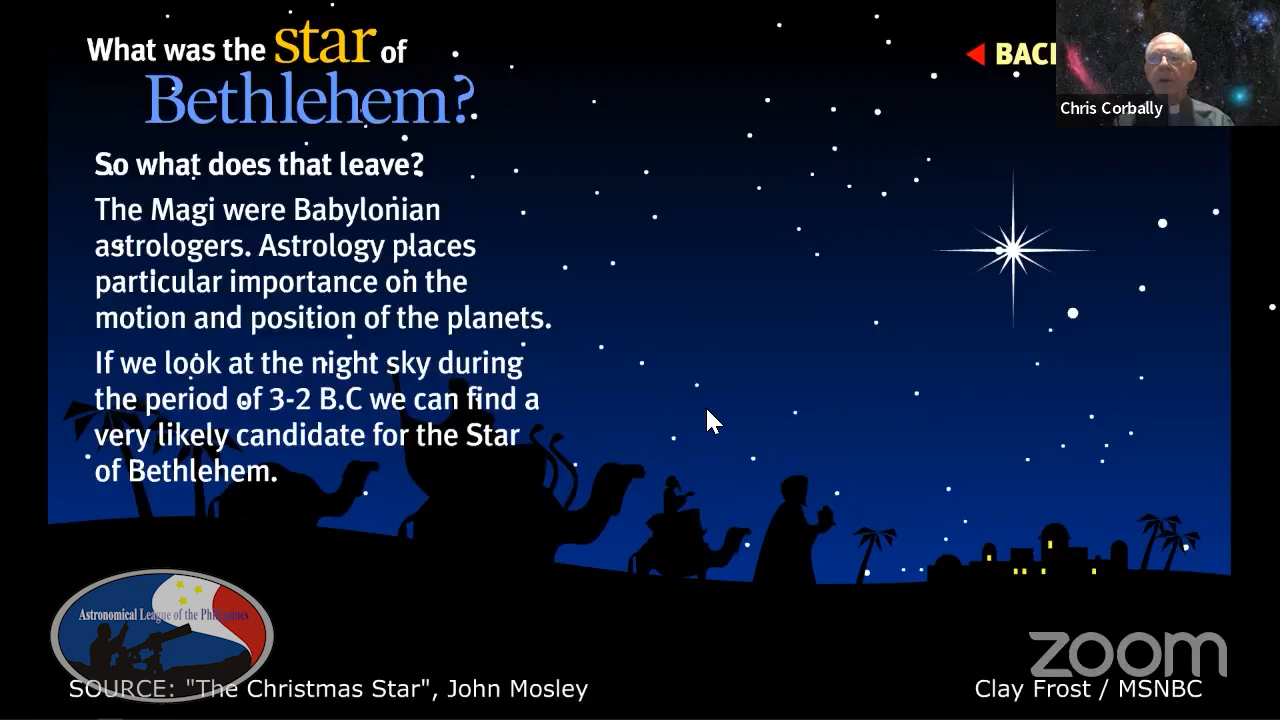 What was the star of
Bethlehem?
BACK
Chris Corbally
So what does that leave?
The Magi were Babylonian
astrologers. Astrology places
particular importance on the
motion and position of the planets.
If we look at the night sky during
the period of 3-2 B.C we can find a
very likely candidate for the Star
of Bethlehem.
Astronomical League of the Philippines
zoom
SOURCE: "The Christmas Star", John Mosley
Clay Frost / MSNBC